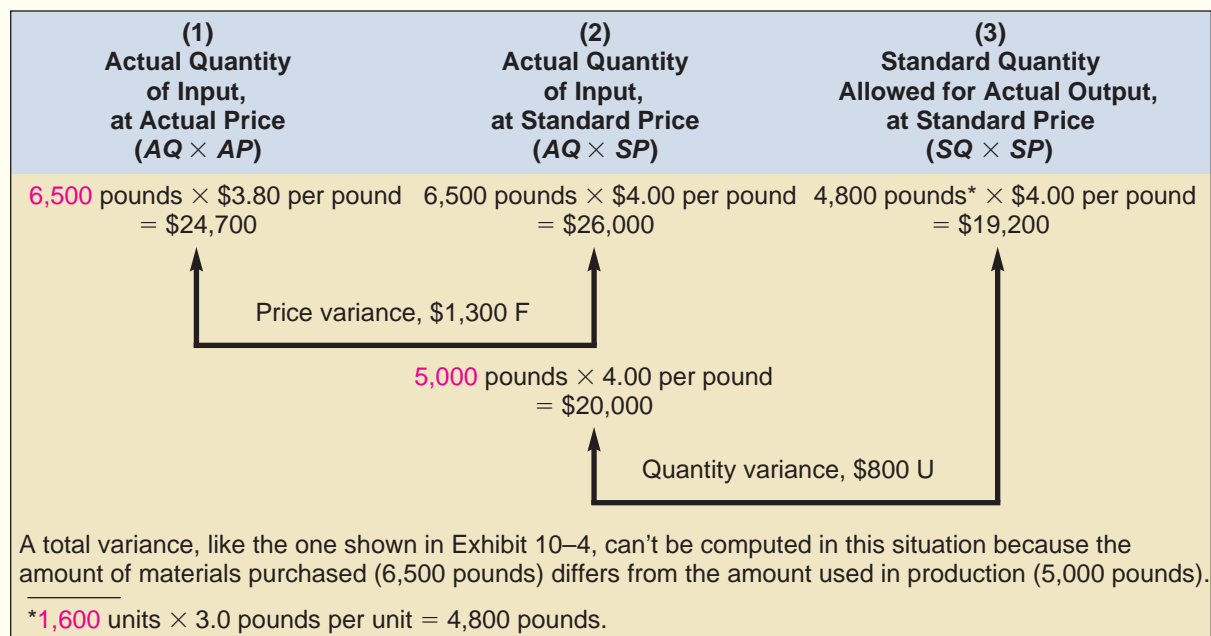 (1)
Actual Quantity
of Input,
at Actual Price
(AQ × AP)
(2)
Actual Quantity
of Input,
at Standard Price
(AQ × SP)
(3)
Standard Quantity
Allowed for Actual Output,
at Standard Price
(SQ × SP)
6,500 pounds × $3.80 per pound
= $24,700
6,500 pounds × $4.00 per pound
= $26,000
4,800 pounds* × $4.00 per pound
= $19,200
Price variance, $1,300 F
5,000 pounds × 4.00 per pound
= $20,000
Quantity variance, $800 U
A total variance, like the one shown in Exhibit 10–4, can't be computed in this situation because the
amount of materials purchased (6,500 pounds) differs from the amount used in production (5,000 pounds).
*1,600 units × 3.0 pounds per unit = 4,800 pounds.